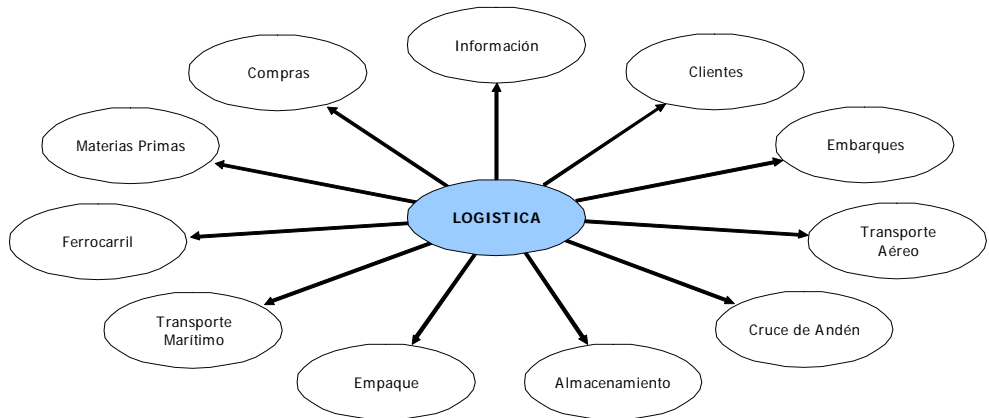 Información
Compras
Clientes
Materias Primas
Embarques
LOGISTICA
Ferrocarril
Transporte
Aéreo
Transporte
Marítimo
Cruce de Andén
Empaque
Almacenamiento